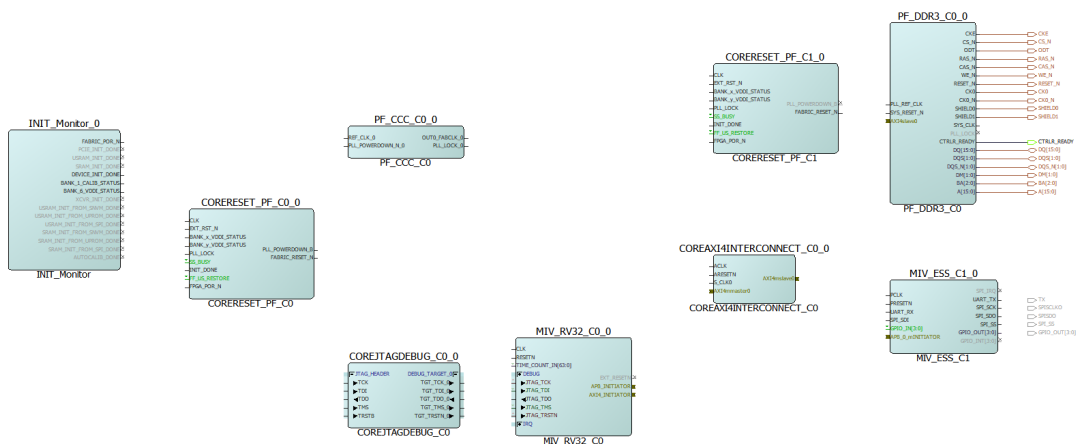 INIT_Monitor_0
FABRIC_POR_N
PCIE_INIT_DONE
USRAM_INIT_DONE
SRAM_INIT_DONE
DEVICE_INIT_DONE
BANK_1_CALIB_STATUS
BANK_6_VDDI_STATUS
XCVR_INIT_DONE
USRAM_INIT_FROM_SNVM_DONE
USRAM_INIT_FROM_UPROM_DONE
USRAM_INIT_FROM_SPI_DONE
SRAM_INIT_FROM_SNVM_DONE
SRAM_INIT_FROM_UPROM_DONE
SRAM_INIT_FROM_SPI_DONE
AUTOCALIB_DONE
INIT_Monitor
CORERESET_PF_C0_0
CLK
EXT_RST_N
BANK_x_VDDI_STATUS
BANK_y_VDDI_STATUS
PLL_LOCK
SS_BUSY
INIT_DONE
FF_US_RESTORE
FPGA_POR_N
PLL_POWERDOWN_B
FABRIC_RESET_N
CORERESET_PF_C0
PF_CCC_C0_0
REF_CLK_0
PLL_POWERDOWN_N_0
OUT0_FABCLK_0
PLL_LOCK_0
PF_CCC_C0
COREJTAGDEBUG_C0_0
JTAG_HEADER
TCK
TDI
TDO
TMS
TRSTB
DEBUG_TARGET_0
TGT_TCK_0
TGT_TDI_0
TGT_TDO_0
TGT_TMS_0
TGT_TRSTN_0
COREJTAGDEBUG_C0
MIV_RV32_C0_0
CLK
RESETN
TIME_COUNT_IN[63:0]
DEBUG
JTAG_TCK
JTAG_TDI
JTAG_TDO
JTAG_TMS
JTAG_TRSTN
IRQ
EXT_RESETN
APB_INITIATOR
AXI4_INITIATOR
MIV_RV32_C0
CORERESET_PF_C1_0
CLK
EXT_RST_N
BANK_x_VDDI_STATUS
BANK_y_VDDI_STATUS
PLL_LOCK
SS_BUSY
INIT_DONE
FF_US_RESTORE
FPGA_POR_N
PLL_POWERDOWN_B
FABRIC_RESET_N
CORERESET_PF_C1
COREAXI4INTERCONNECT_C0_0
ACLK
ARESETN
S_CLK0
AXI4mmaster0
AXI4mslave0
COREAXI4INTERCONNECT_C0
PF_DDR3_C0_0
PLL_REF_CLK
SYS_RESET_N
AXI4slave0
CKE CKE
CS_N CS_N
ODT ODT
RAS_N RAS_N
CAS_N CAS_N
WE_N WE_N
RESET_N RESET_N
CK0 CK0
CK0_N CK0_N
SHIELD0 SHIELD0
SHIELD1 SHIELD1
SYS_CLK
PLL_LOCK
CTRLR_READY CTRLR_READY
DQ[15:0] DQ[15:0]
DQS[1:0] DQS[1:0]
DQS_N[1:0] DQS_N[1:0]
DM[1:0] DM[1:0]
BA[2:0] BA[2:0]
A[15:0] A[15:0]
PF_DDR3_C0
MIV_ESS_C1_0
PCLK
PRESETN
UART_RX
SPI_SDI
GPIO_IN[3:0]
APB_0_mINITIATOR
SPI_IRQ
UART_TX TX
SPI_SCK SPISCLKO
SPI_SDO SPISDO
SPI_SS SPI_SS
GPIO_OUT[3:0] GPIO_OUT[3:0]
GPIO_INT[3:0]
MIV_ESS_C1